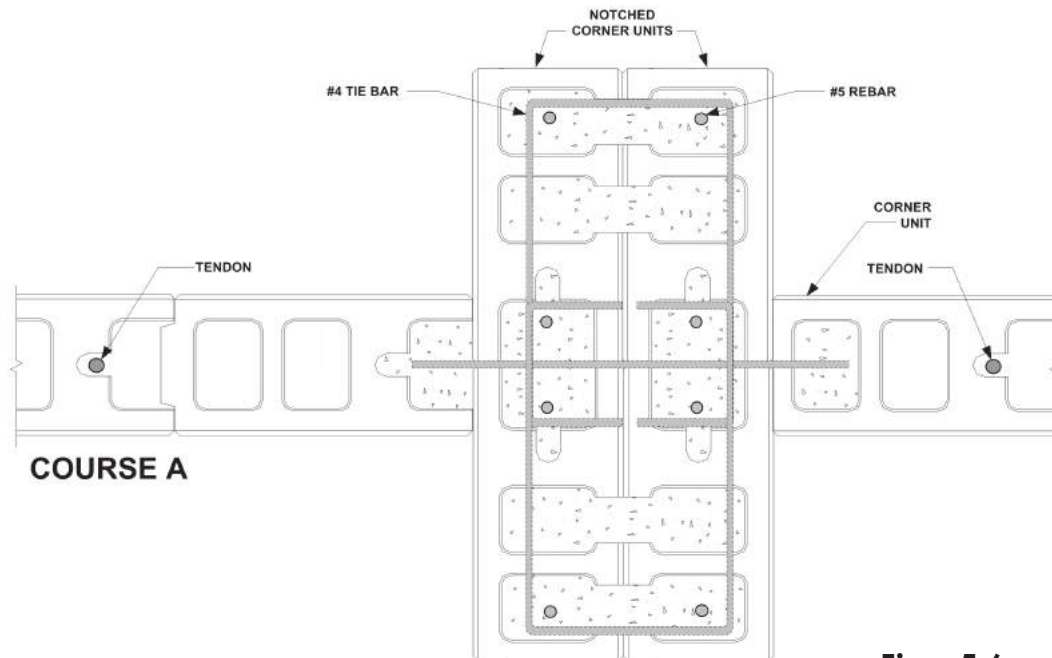 NOTCHED
CORNER UNITS
#4 TIE BAR
#5 REBAR
CORNER
UNIT
TENDON
TENDON
COURSE A